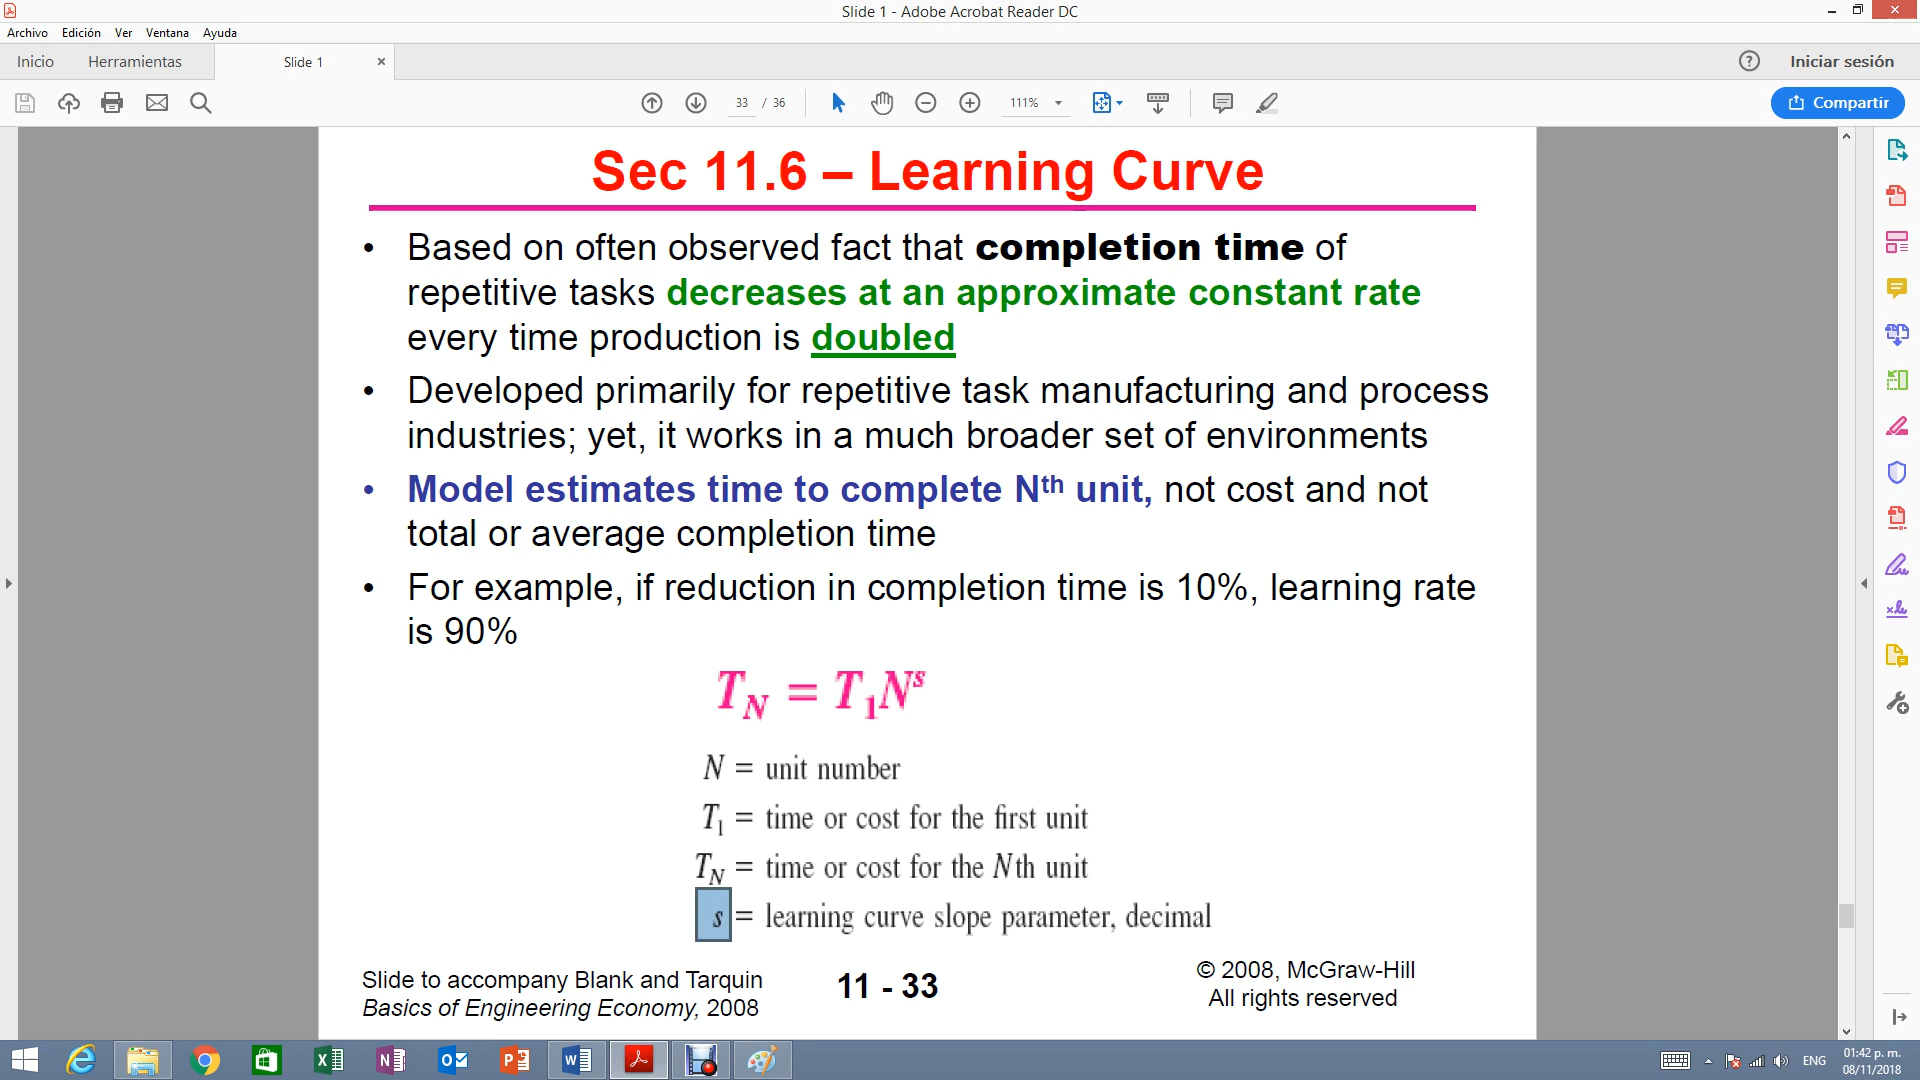 Slide 1 - Adobe Acrobat Reader DC
Archivo Edición Ver Ventana Ayuda
Inicio Herramientas Slide 1 × ? Iniciar sesión
33 / 36 111% Compartir
Sec 11.6 – Learning Curve
• Based on often observed fact that completion time of
repetitive tasks decreases at an approximate constant rate
every time production is doubled
• Developed primarily for repetitive task manufacturing and process
industries; yet, it works in a much broader set of environments
• Model estimates time to complete Nth unit, not cost and not
total or average completion time
• For example, if reduction in completion time is 10%, learning rate
is 90%
T_N = T_1N^s
N = unit number
T_1 = time or cost for the first unit
T_N = time or cost for the Nth unit
s = learning curve slope parameter, decimal
Slide to accompany Blank and Tarquin
Basics of Engineering Economy, 2008
11 - 33
© 2008, McGraw-Hill
All rights reserved
ENG
01:42 p. m.
08/11/2018